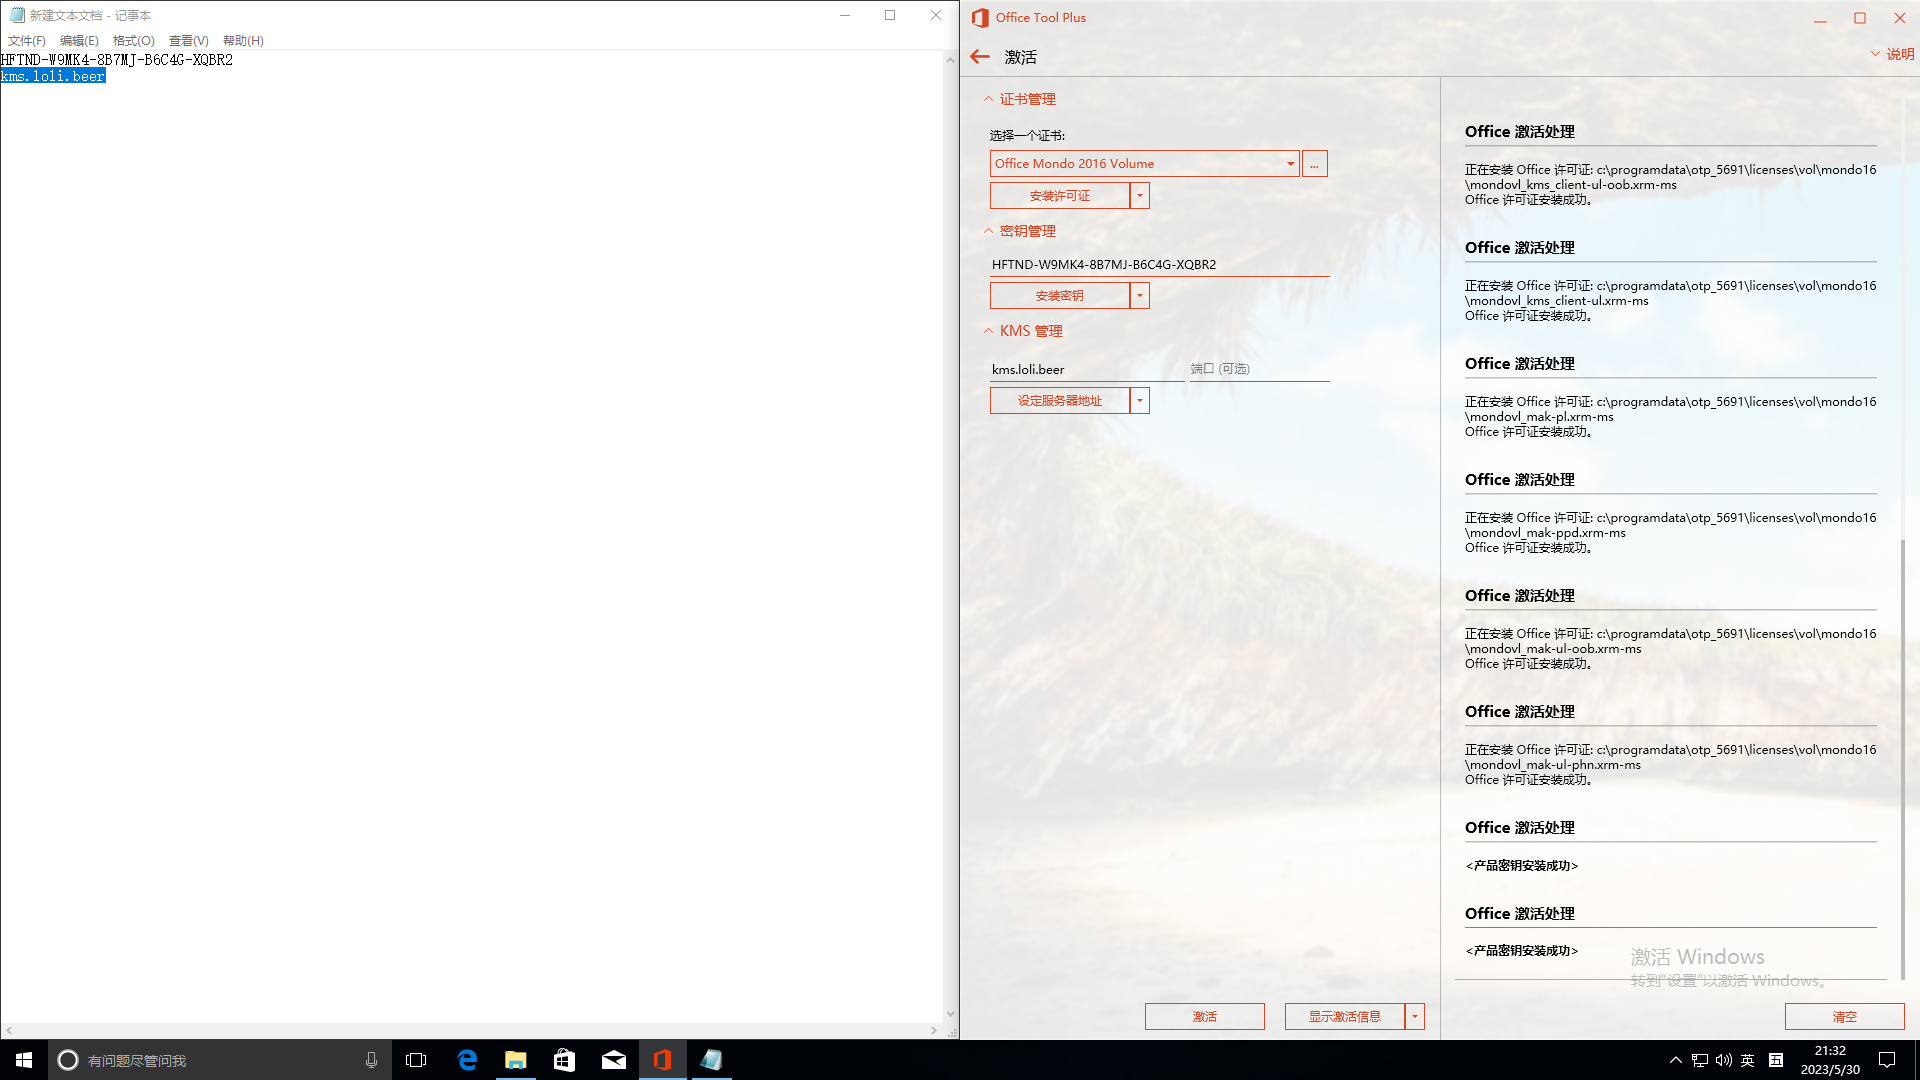 新建文本文档 - 记事本
文件(F) 编辑(E) 格式(O) 查看(V) 帮助(H)
HFTND-W9MK4-8B7MJ-B6C4G-XQBR2
kms.loli.beer
Office Tool Plus
激活
说明
证书管理
选择一个证书:
Office Mondo 2016 Volume
...
安装许可证
密钥管理
HFTND-W9MK4-8B7MJ-B6C4G-XQBR2
安装密钥
KMS 管理
kms.loli.beer
端口 (可选)
设定服务器地址
激活
显示激活信息
Office 激活处理
正在安装 Office 许可证: c:\programdata\otp_5691\licenses\vol\mondo16
\mondovl_kms_client-ul-oob.xrm-ms
Office 许可证安装成功。
Office 激活处理
正在安装 Office 许可证: c:\programdata\otp_5691\licenses\vol\mondo16
\mondovl_kms_client-ul.xrm-ms
Office 许可证安装成功。
Office 激活处理
正在安装 Office 许可证: c:\programdata\otp_5691\licenses\vol\mondo16
\mondovl_mak-pl.xrm-ms
Office 许可证安装成功。
Office 激活处理
正在安装 Office 许可证: c:\programdata\otp_5691\licenses\vol\mondo16
\mondovl_mak-ppd.xrm-ms
Office 许可证安装成功。
Office 激活处理
正在安装 Office 许可证: c:\programdata\otp_5691\licenses\vol\mondo16
\mondovl_mak-ul-oob.xrm-ms
Office 许可证安装成功。
Office 激活处理
正在安装 Office 许可证: c:\programdata\otp_5691\licenses\vol\mondo16
\mondovl_mak-ul-phn.xrm-ms
Office 许可证安装成功。
Office 激活处理
<产品密钥安装成功>
Office 激活处理
<产品密钥安装成功>
激活 Windows
转到"设置"以激活 Windows。
清空
有问题尽管问我
英
21:32
2023/5/30